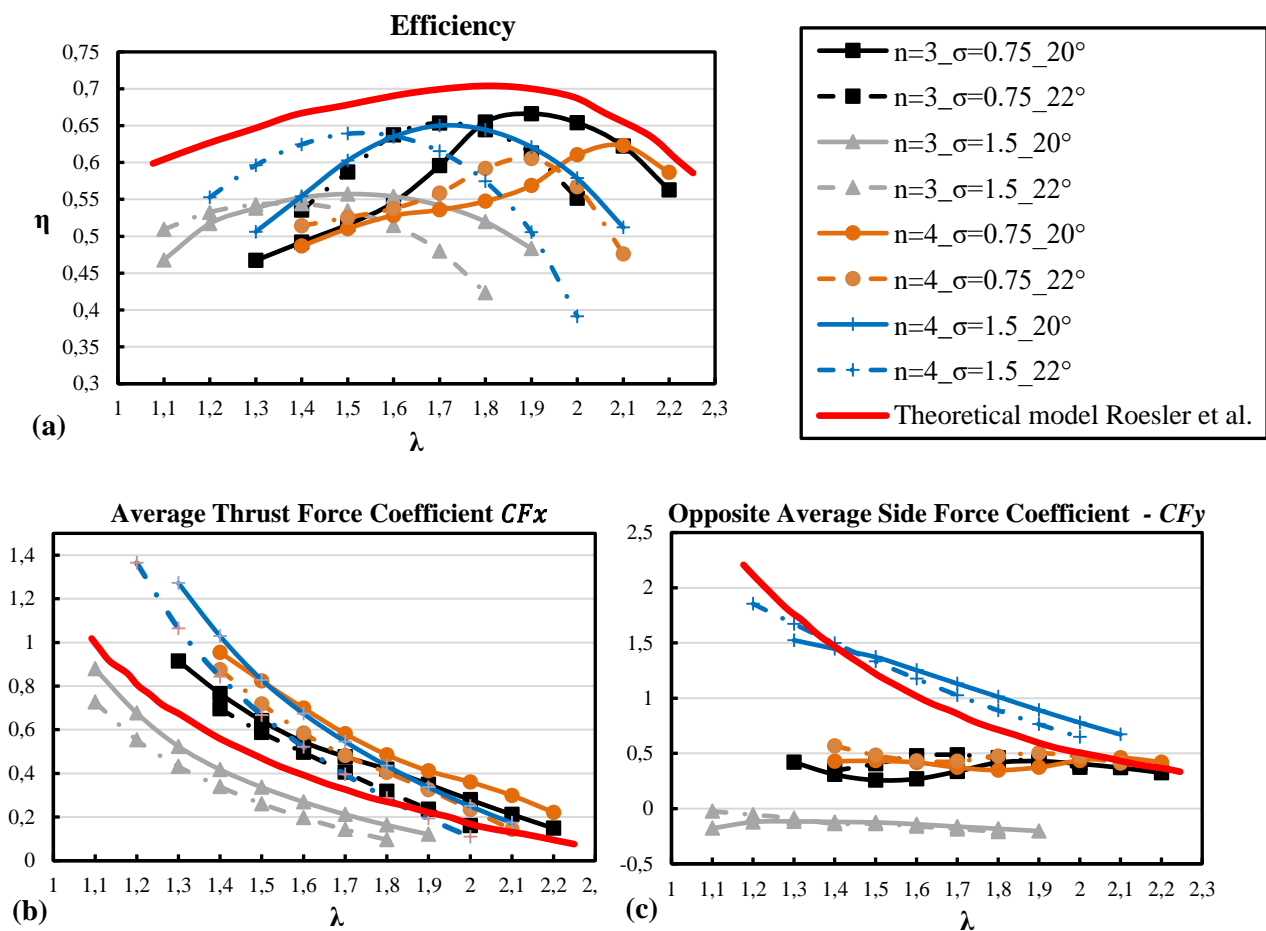 Efficiency
0,75
0,7
0,65
0,6
0,55
η
0,5
0,45
0,4
0,35
0,3
1 1,1 1,2 1,3 1,4 1,5 1,6 1,7 1,8 1,9 2 2,1 2,2 2,3
(a)
λ
n=3_σ=0.75_20°
n=3_σ=0.75_22°
n=3_σ=1.5_20°
n=3_σ=1.5_22°
n=4_σ=0.75_20°
n=4_σ=0.75_22°
n=4_σ=1.5_20°
n=4_σ=1.5_22°
Theoretical model Roesler et al.
Average Thrust Force Coefficient CFx
1,4
1,2
1
0,8
0,6
0,4
0,2
0
1 1,1 1,2 1,3 1,4 1,5 1,6 1,7 1,8 1,9 2 2,1 2,2 2,
(b)
λ
Opposite Average Side Force Coefficient - CFy
2,5
2
1,5
1
0,5
0
-0,5
1 1,1 1,2 1,3 1,4 1,5 1,6 1,7 1,8 1,9 2 2,1 2,2 2,3
(c)
λ